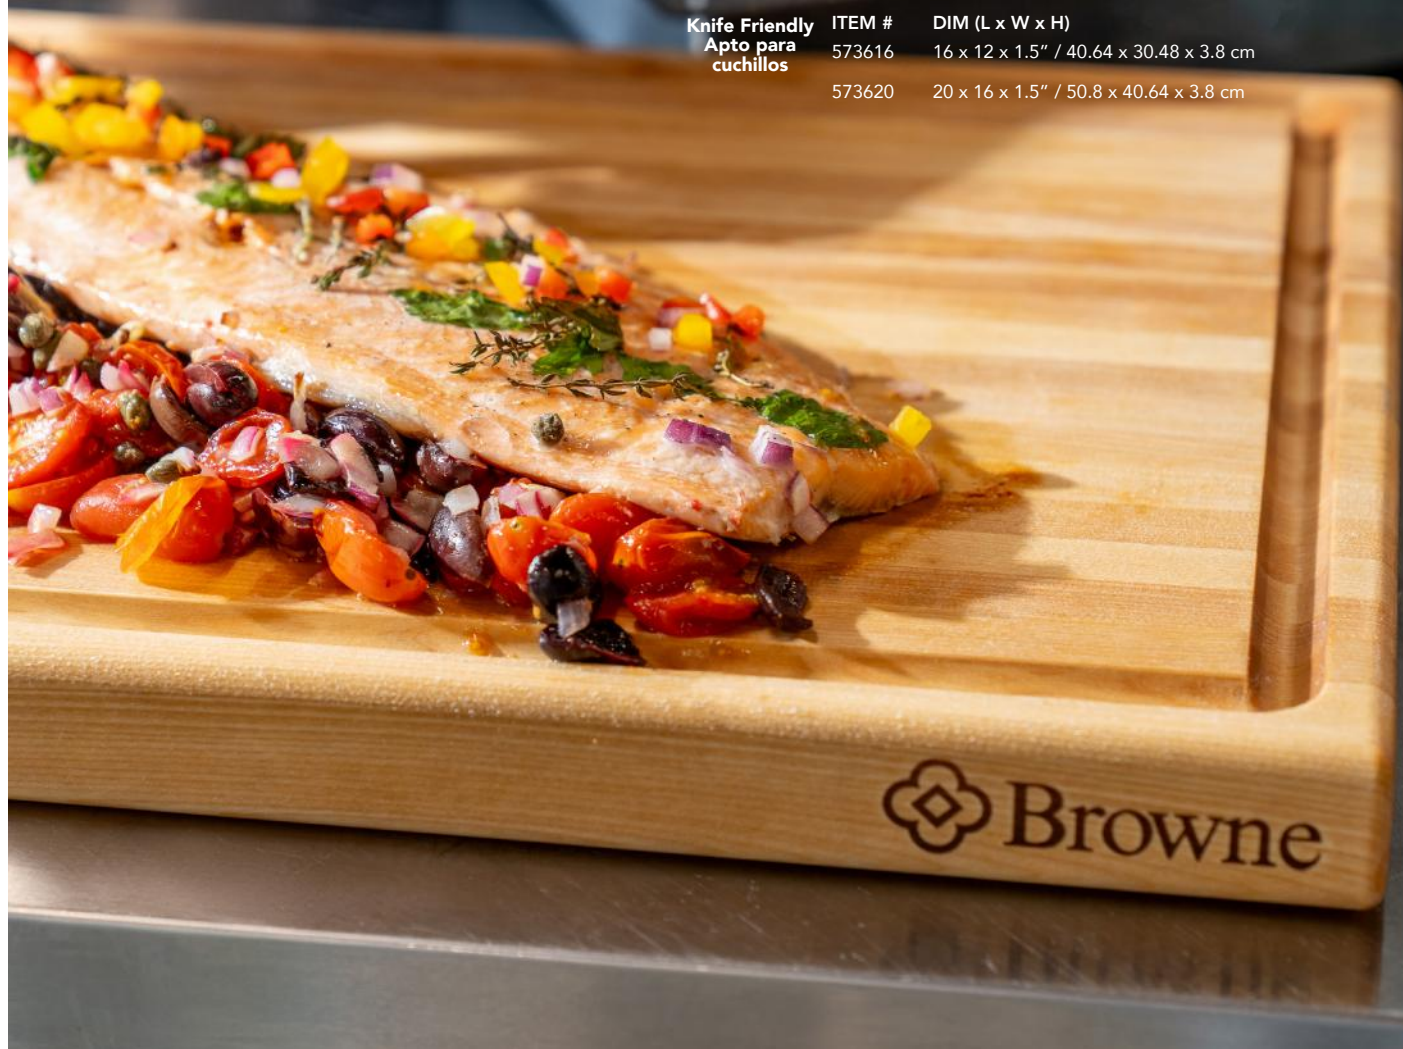 Knife Friendly
Apto para
cuchillos
ITEM # DIM (L x W x H)
573616 16 x 12 x 1.5” / 40.64 x 30.48 x 3.8 cm
573620 20 x 16 x 1.5” / 50.8 x 40.64 x 3.8 cm
Browne